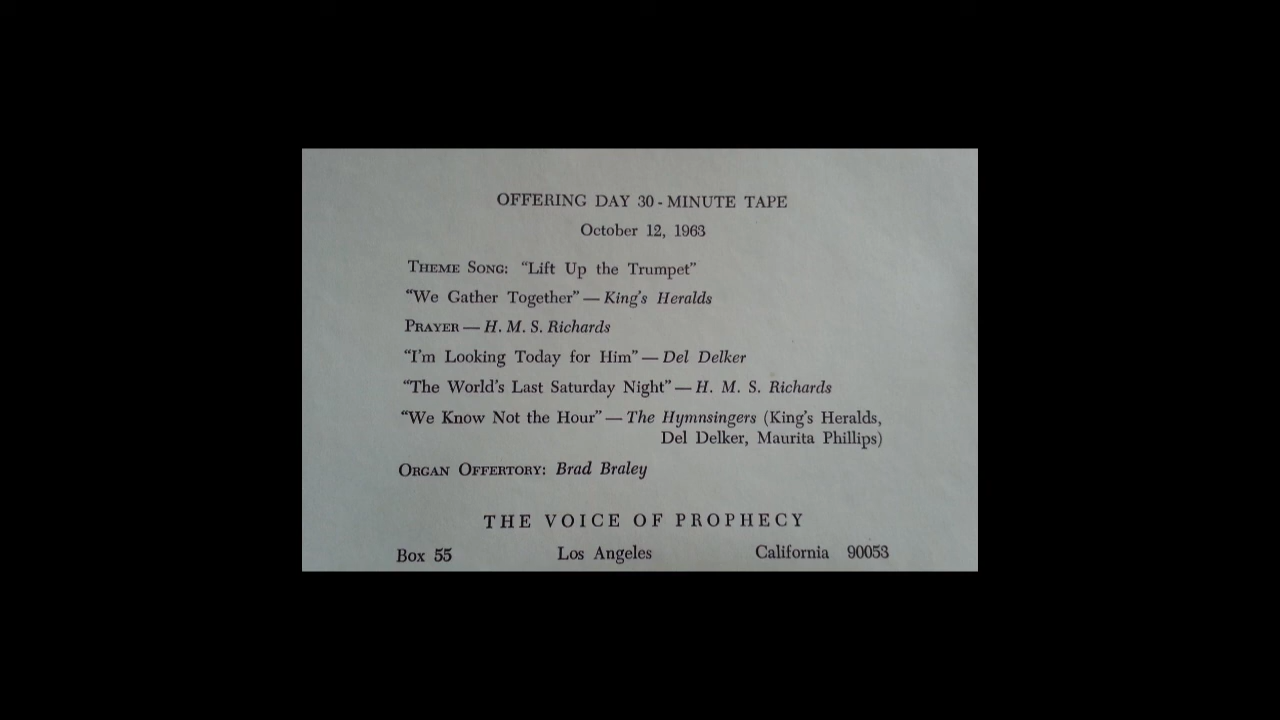 OFFERING DAY 30-MINUTE TAPE
October 12, 1963
THEME SONG: “Lift Up the Trumpet”
“We Gather Together” — King's Heralds
PRAYER — H. M. S. Richards
“I'm Looking Today for Him” — Del Delker
“The World's Last Saturday Night” — H. M. S. Richards
“We Know Not the Hour” — The Hymnsingers (King's Heralds,
Del Delker, Maurita Phillips)
ORGAN OFFERTORY: Brad Braley
THE VOICE OF PROPHECY
Box 55 Los Angeles California 90053